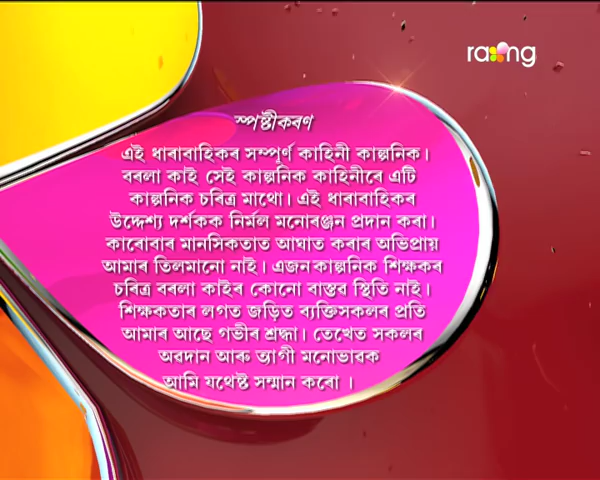 rang
স্পষ্টীকৰণ
এই ধাৰাবাহিকৰ সম্পূৰ্ণ কাহিনী কাল্পনিক।
বৰলা কাই সেই কাল্পনিক কাহিনীৰে এটি
কাল্পনিক চৰিত্ৰ মাথো। এই ধাৰাবাহিকৰ
উদ্দেশ্য দৰ্শকক নিৰ্মল মনোৰঞ্জন প্ৰদান কৰা।
কাৰোবাৰ মানসিকতাত আঘাত কৰাৰ অভিপ্ৰায়
আমাৰ তিলমানো নাই। এজন কাল্পনিক শিক্ষকৰ
চৰিত্ৰ বৰলা কাইৰ কোনো বাস্তৱ স্থিতি নাই।
শিক্ষকতাৰ লগত জড়িত ব্যক্তিসকলৰ প্ৰতি
আমাৰ আছে গভীৰ শ্ৰদ্ধা। তেখেত সকলৰ
অৱদান আৰু ত্যাগী মনোভাৱক
আমি যথেষ্ট সন্মান কৰো ।